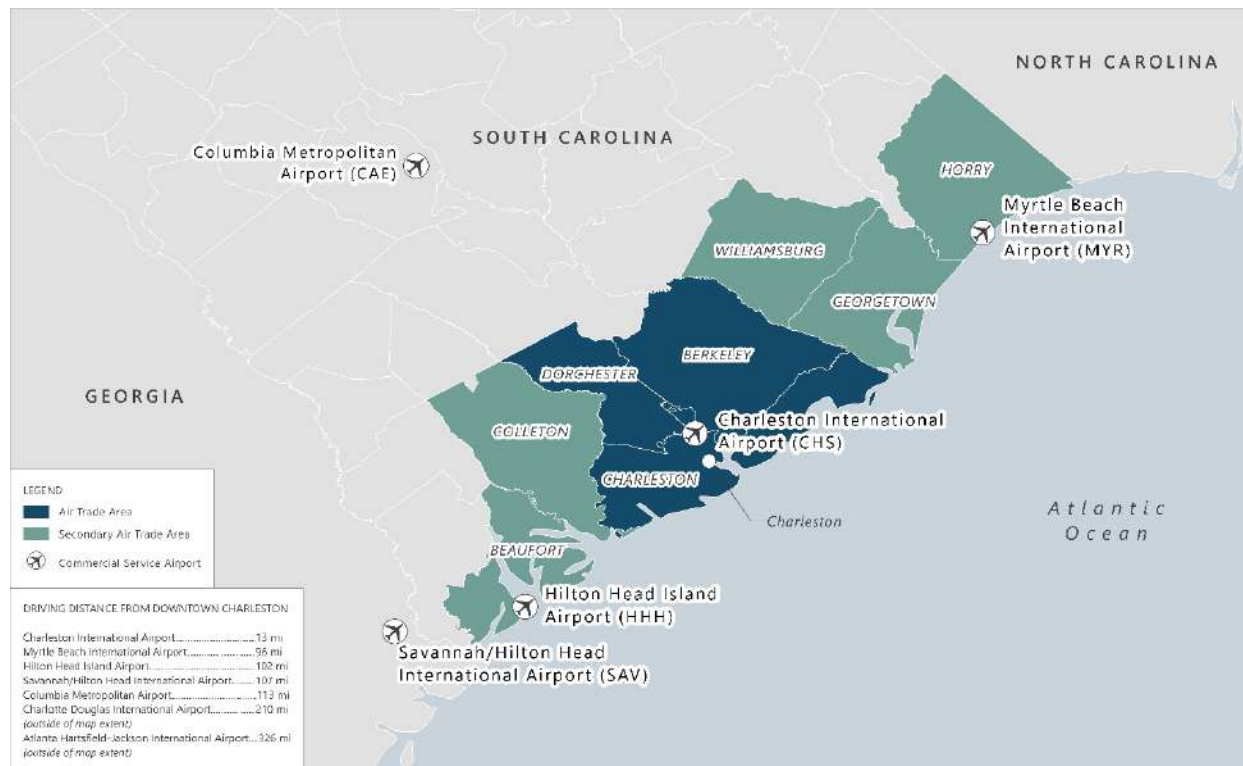 NORTH CAROLINA
SOUTH CAROLINA
Columbia Metropolitan
Airport (CAE)
HORRY
Myrtle Beach
International
Airport (MYR)
WILLIAMSBURG
GEORGETOWN
BERKELEY
DORCHESTER
GEORGIA
Charleston International
Airport (CHS)
COLLETON
CHARLESTON
Charleston
Atlantic
Ocean
BEAUFORT
Hilton Head Island
Airport (HHH)
Savannah/Hilton Head
International Airport (SAV)
LEGEND
Air Trade Area
Secondary Air Trade Area
Commercial Service Airport
DRIVING DISTANCE FROM DOWNTOWN CHARLESTON
Charleston International Airport..............................13 mi
Myrtle Beach International Airport.........................96 mi
Hilton Head Island Airport.....................................102 mi
Savannah/Hilton Head International Airport.......107 mi
Columbia Metropolitan Airport.............................113 mi
Charlotte Douglas International Airport...............210 mi
(outside of map extent)
Atlanta Hartsfield-Jackson International Airport...326 mi
(outside of map extent)